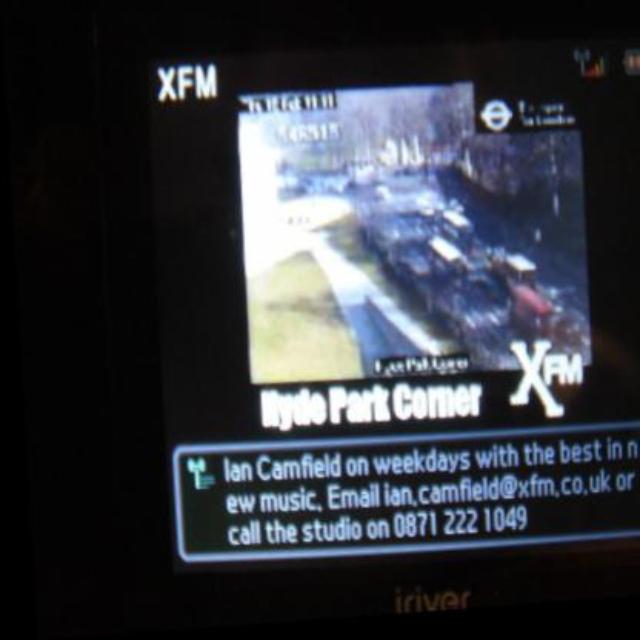 XFM
XFM
Hyde Park Corner
Ian Camfield on weekdays with the best in n
ew music. Email ian.camfield@xfm.co.uk or
call the studio on 0871 222 1049
iriver